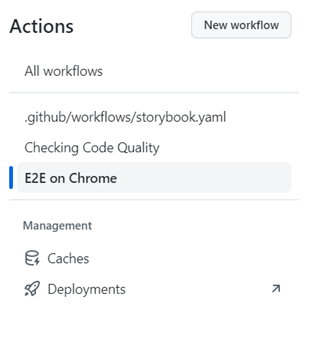 Actions
New workflow
All workflows
.github/workflows/storybook.yaml
Checking Code Quality
E2E on Chrome
Management
Caches
Deployments